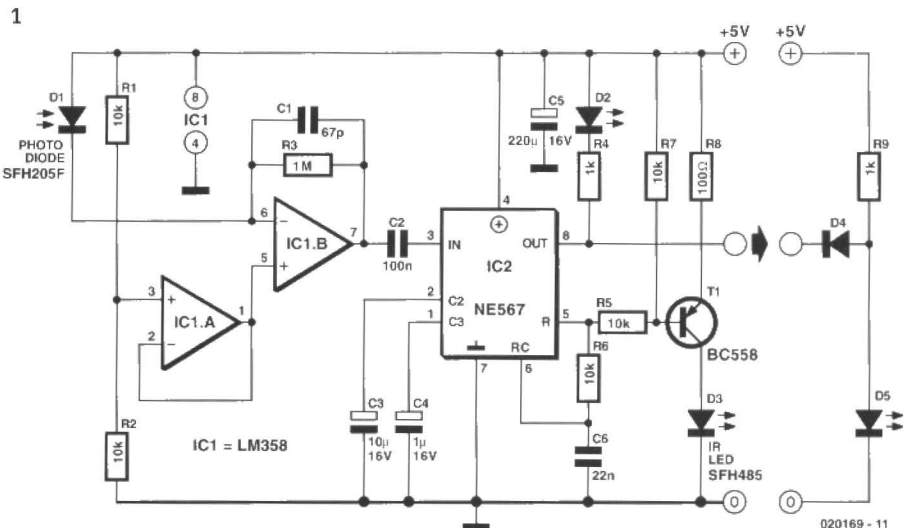 1
+5V
+5V
D1
PHOTO
DIODE
SFH205F
R1
10k
8
IC1
4
C1
67p
R3
1M
C5
220µ
16V
D2
R4
1k
R7
10k
R8
100Ω
R9
1k
6
−
5
+
IC1.B
7
C2
100n
3
IN
4
OUT
8
IC2
NE567
2
C2
1
C3
R
5
RC
6
7
R5
10k
R6
10k
T1
BC558
D4
3
+
2
−
IC1.A
1
R2
10k
IC1 = LM358
C3
10µ
16V
C4
1µ
16V
C6
22n
D3
IR
LED
SFH485
D5
0
0
020169 - 11